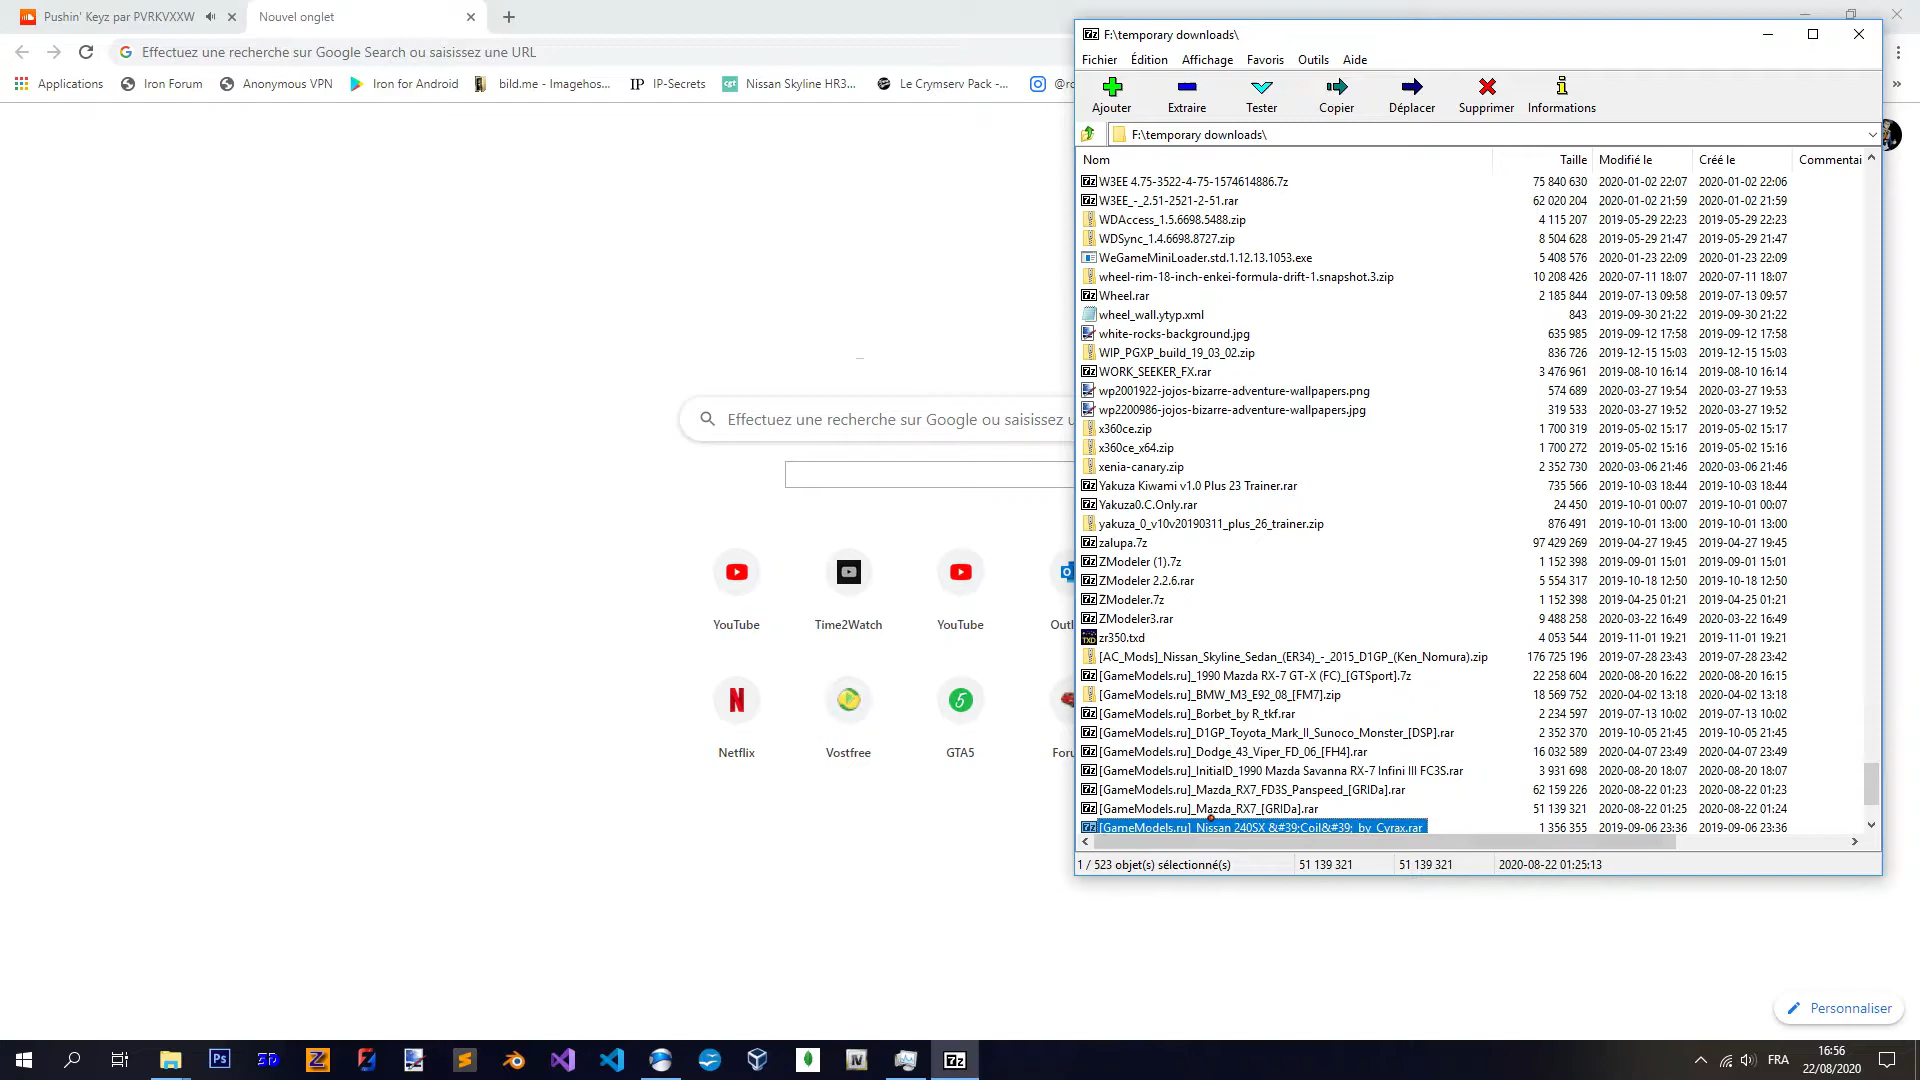 Pushin' Keyz par PVRKVXXW
Nouvel onglet
Effectuez une recherche sur Google Search ou saisissez une URL
Applications
Iron Forum
Anonymous VPN
Iron for Android
bild.me - Imagehos...
IP IP-Secrets
Nissan Skyline HR3...
Le Crymserv Pack -...
Effectuez une recherche sur Google ou saisissez
YouTube
Time2Watch
YouTube
Outl
Netflix
Vostfree
GTA5
Foru
F:\temporary downloads\
Fichier Édition Affichage Favoris Outils Aide
Ajouter Extraire Tester Copier Déplacer Supprimer Informations
F:\temporary downloads\
Nom Taille Modifié le Créé le Commentai
W3EE 4.75-3522-4-75-1574614886.7z 75 840 630 2020-01-02 22:07 2020-01-02 22:06
W3EE_-_2.51-2521-2-51.rar 62 020 204 2020-01-02 21:59 2020-01-02 21:59
WDAccess_1.5.6698.5488.zip 4 115 207 2019-05-29 22:23 2019-05-29 22:23
WDSync_1.4.6698.8727.zip 8 504 628 2019-05-29 21:47 2019-05-29 21:47
WeGameMiniLoader.std.1.12.13.1053.exe 5 408 576 2020-01-23 22:09 2020-01-23 22:09
wheel-rim-18-inch-enkei-formula-drift-1.snapshot.3.zip 10 208 426 2020-07-11 18:07 2020-07-11 18:07
Wheel.rar 2 185 844 2019-07-13 09:58 2019-07-13 09:57
wheel_wall.ytyp.xml 843 2019-09-30 21:22 2019-09-30 21:22
white-rocks-background.jpg 635 985 2019-09-12 17:58 2019-09-12 17:58
WIP_PGXP_build_19_03_02.zip 836 726 2019-12-15 15:03 2019-12-15 15:03
WORK_SEEKER_FX.rar 3 476 961 2019-08-10 16:14 2019-08-10 16:14
wp2001922-jojos-bizarre-adventure-wallpapers.png 574 689 2020-03-27 19:54 2020-03-27 19:53
wp2200986-jojos-bizarre-adventure-wallpapers.jpg 319 533 2020-03-27 19:52 2020-03-27 19:52
x360ce.zip 1 700 319 2019-05-02 15:17 2019-05-02 15:17
x360ce_x64.zip 1 700 272 2019-05-02 15:16 2019-05-02 15:16
xenia-canary.zip 2 352 730 2020-03-06 21:46 2020-03-06 21:46
Yakuza Kiwami v1.0 Plus 23 Trainer.rar 735 566 2019-10-03 18:44 2019-10-03 18:44
Yakuza0.C.Only.rar 24 450 2019-10-01 00:07 2019-10-01 00:07
yakuza_0_v10v20190311_plus_26_trainer.zip 876 491 2019-10-01 13:00 2019-10-01 13:00
zalupa.7z 97 429 269 2019-04-27 19:45 2019-04-27 19:45
ZModeler (1).7z 1 152 398 2019-09-01 15:01 2019-09-01 15:01
ZModeler 2.2.6.rar 5 554 317 2019-10-18 12:50 2019-10-18 12:50
ZModeler.7z 1 152 398 2019-04-25 01:21 2019-04-25 01:21
ZModeler3.rar 9 488 258 2020-03-22 16:49 2020-03-22 16:49
zr350.txd 4 053 544 2019-11-01 19:21 2019-11-01 19:21
[AC_Mods]_Nissan_Skyline_Sedan_(ER34)_-_2015_D1GP_(Ken_Nomura).zip 176 725 196 2019-07-28 23:43 2019-07-28 23:42
[GameModels.ru]_1990 Mazda RX-7 GT-X (FC)_[GTSport].7z 22 258 604 2020-08-20 16:22 2020-08-20 16:15
[GameModels.ru]_BMW_M3_E92_08_[FM7].zip 18 569 752 2020-04-02 13:18 2020-04-02 13:18
[GameModels.ru]_Borbet_by R_tkf.rar 2 234 597 2019-07-13 10:02 2019-07-13 10:02
[GameModels.ru]_D1GP_Toyota_Mark_II_Sunoco_Monster_[DSP].rar 2 352 370 2019-10-05 21:45 2019-10-05 21:45
[GameModels.ru]_Dodge_43_Viper_FD_06_[FH4].rar 16 032 589 2020-04-07 23:49 2020-04-07 23:49
[GameModels.ru]_InitialD_1990 Mazda Savanna RX-7 Infini III FC3S.rar 3 931 698 2020-08-20 18:07 2020-08-20 18:07
[GameModels.ru]_Mazda_RX7_FD3S_Panspeed_[GRIDa].rar 62 159 226 2020-08-22 01:23 2020-08-22 01:23
[GameModels.ru]_Mazda_RX7_[GRIDa].rar 51 139 321 2020-08-22 01:25 2020-08-22 01:24
[GameModels.ru]_Nissan 240SX &#39;Coil&#39;_by_Cyrax.rar 1 356 355 2019-09-06 23:36 2019-09-06 23:36
1 / 523 objet(s) sélectionné(s) 51 139 321 51 139 321 2020-08-22 01:25:13
Personnaliser
FRA
16:56
22/08/2020